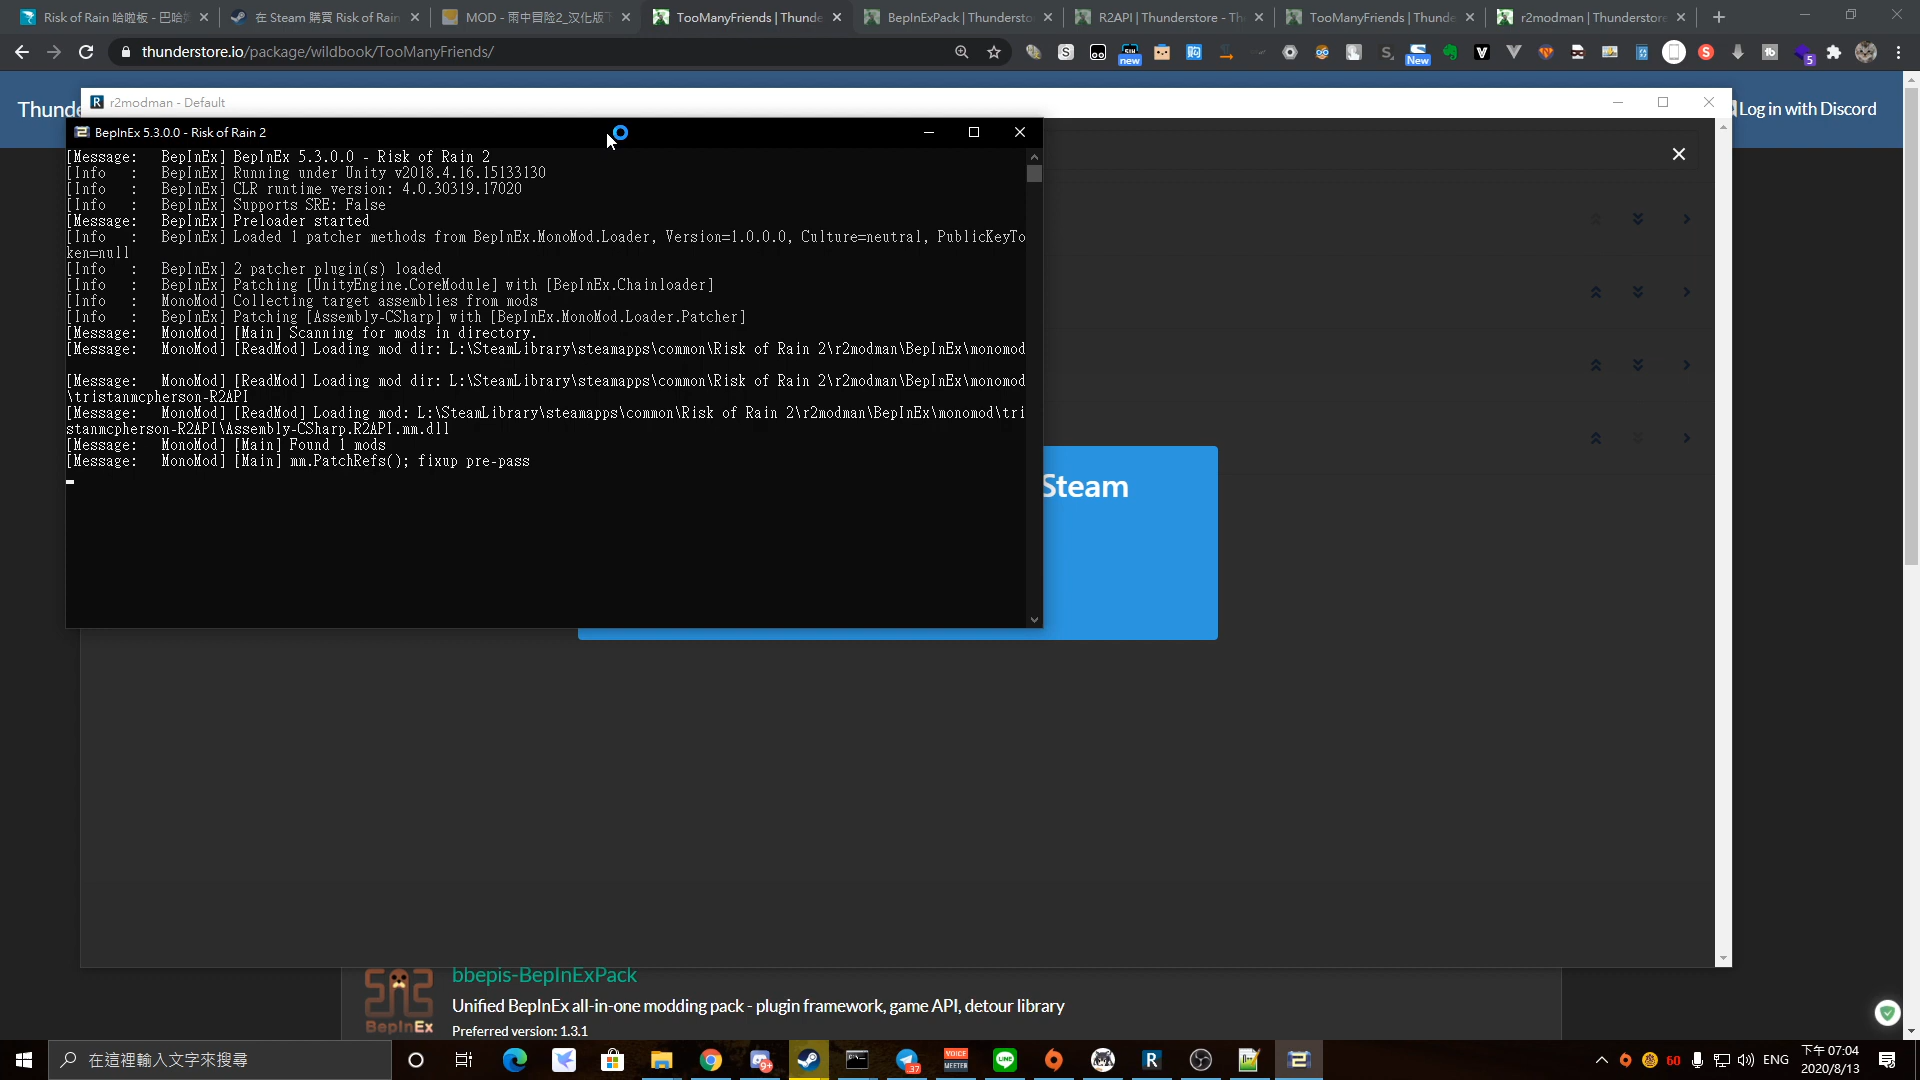 Risk of Rain 哈啦板 - 巴哈
在 Steam 購買 Risk of Rain
MOD - 雨中冒险2_汉化版下
TooManyFriends | Thunde
BepInExPack | Thundersto
R2API | Thunderstore - Th
TooManyFriends | Thunde
r2modman | Thunderstore
thunderstore.io/package/wildbook/TooManyFriends/
new
New
5
Thunde
Log in with Discord
r2modman - Default
BepInEx 5.3.0.0 - Risk of Rain 2
[Message:   BepInEx] BepInEx 5.3.0.0 - Risk of Rain 2
[Info   :   BepInEx] Running under Unity v2018.4.16.15133130
[Info   :   BepInEx] CLR runtime version: 4.0.30319.17020
[Info   :   BepInEx] Supports SRE: False
[Message:   BepInEx] Preloader started
[Info   :   BepInEx] Loaded 1 patcher methods from BepInEx.MonoMod.Loader, Version=1.0.0.0, Culture=neutral, PublicKeyTo
ken=null
[Info   :   BepInEx] 2 patcher plugin(s) loaded
[Info   :   BepInEx] Patching [UnityEngine.CoreModule] with [BepInEx.Chainloader]
[Info   :   MonoMod] Collecting target assemblies from mods
[Info   :   BepInEx] Patching [Assembly-CSharp] with [BepInEx.MonoMod.Loader.Patcher]
[Message:   MonoMod] [Main] Scanning for mods in directory.
[Message:   MonoMod] [ReadMod] Loading mod dir: L:\SteamLibrary\steamapps\common\Risk of Rain 2\r2modman\BepInEx\monomod
[Message:   MonoMod] [ReadMod] Loading mod dir: L:\SteamLibrary\steamapps\common\Risk of Rain 2\r2modman\BepInEx\monomod
\tristanmcpherson-R2API
[Message:   MonoMod] [ReadMod] Loading mod: L:\SteamLibrary\steamapps\common\Risk of Rain 2\r2modman\BepInEx\monomod\tri
stanmcpherson-R2API\Assembly-CSharp.R2API.mm.dll
[Message:   MonoMod] [Main] Found 1 mods
[Message:   MonoMod] [Main] mm.PatchRefs(); fixup pre-pass
Steam
bbepis-BepInExPack
Unified BepInEx all-in-one modding pack - plugin framework, game API, detour library
Preferred version: 1.3.1
BepInEx
在這裡輸入文字來搜尋
37
VOICE
MEETER
LINE
60
ENG
下午 07:04
2020/8/13